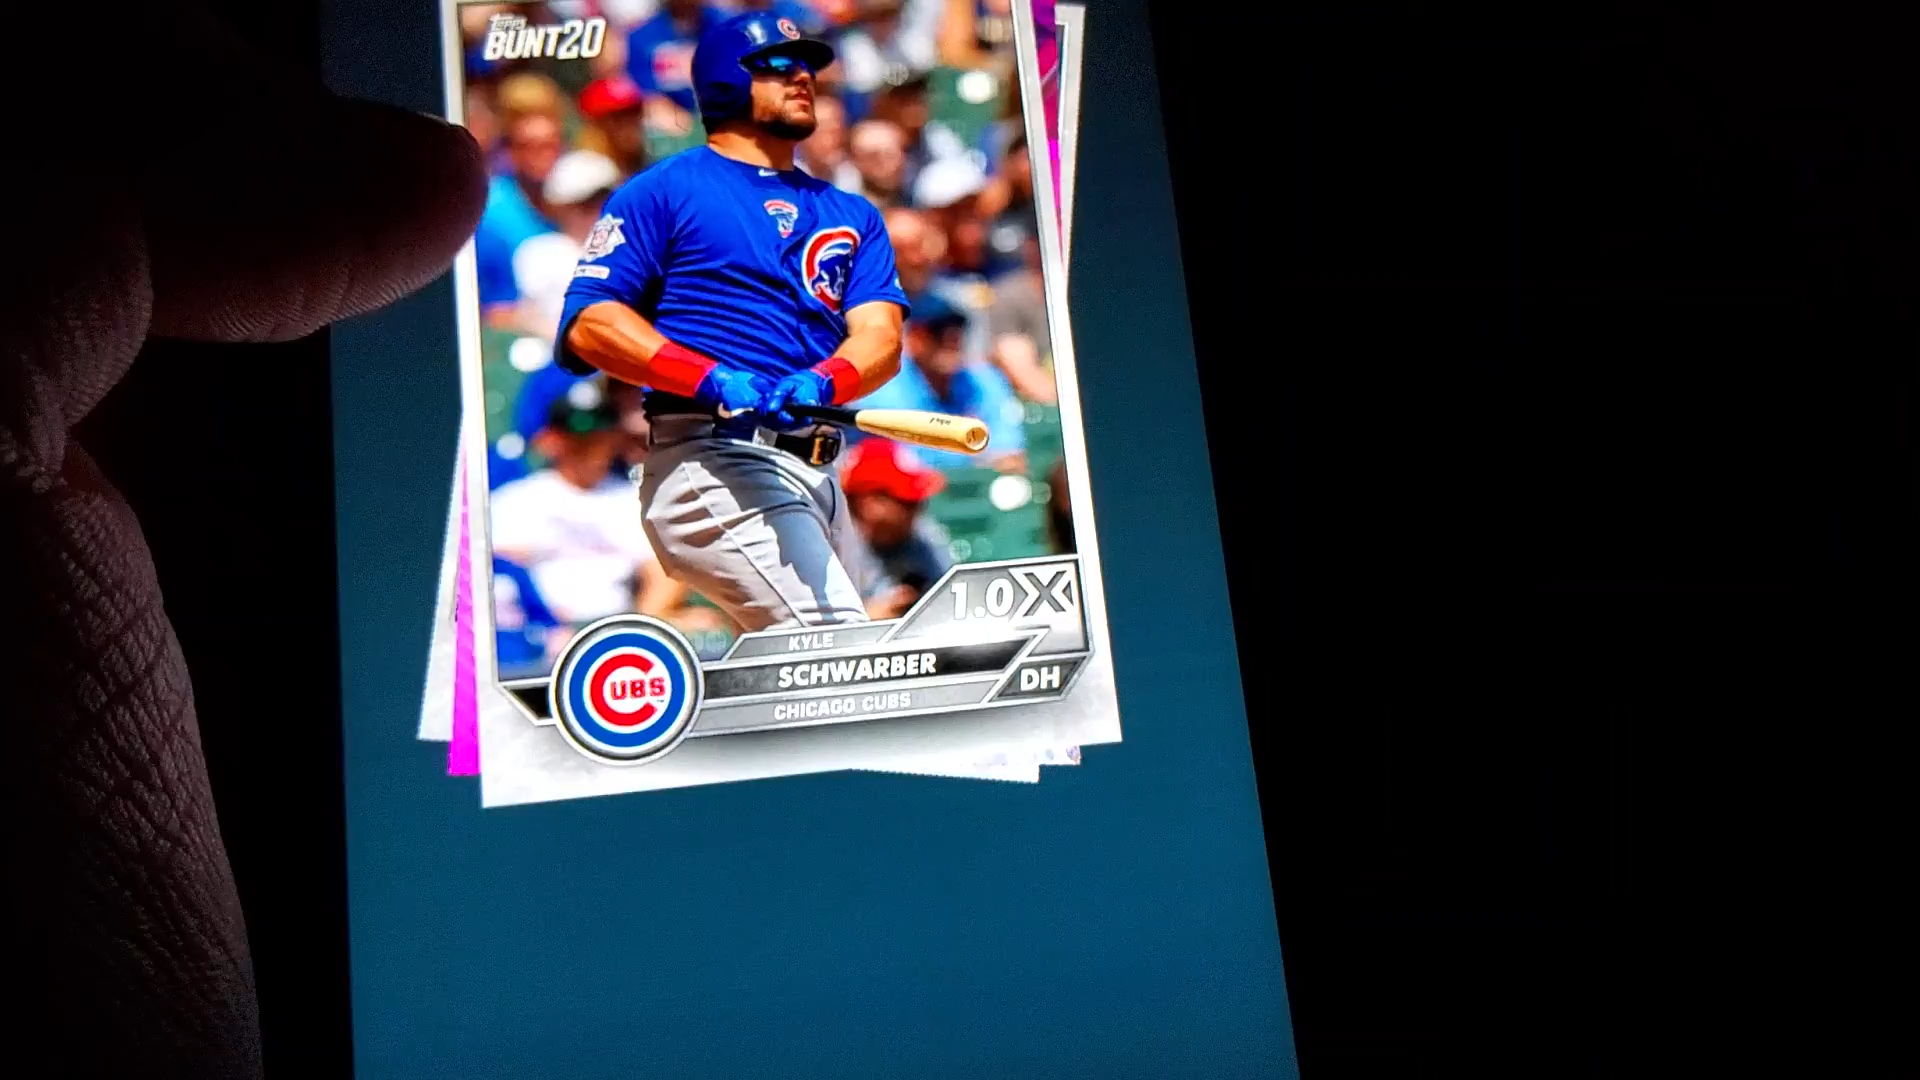 Topps
BUNT20
1.0X
KYLE
SCHWARBER
DH
CHICAGO CUBS
CUBS